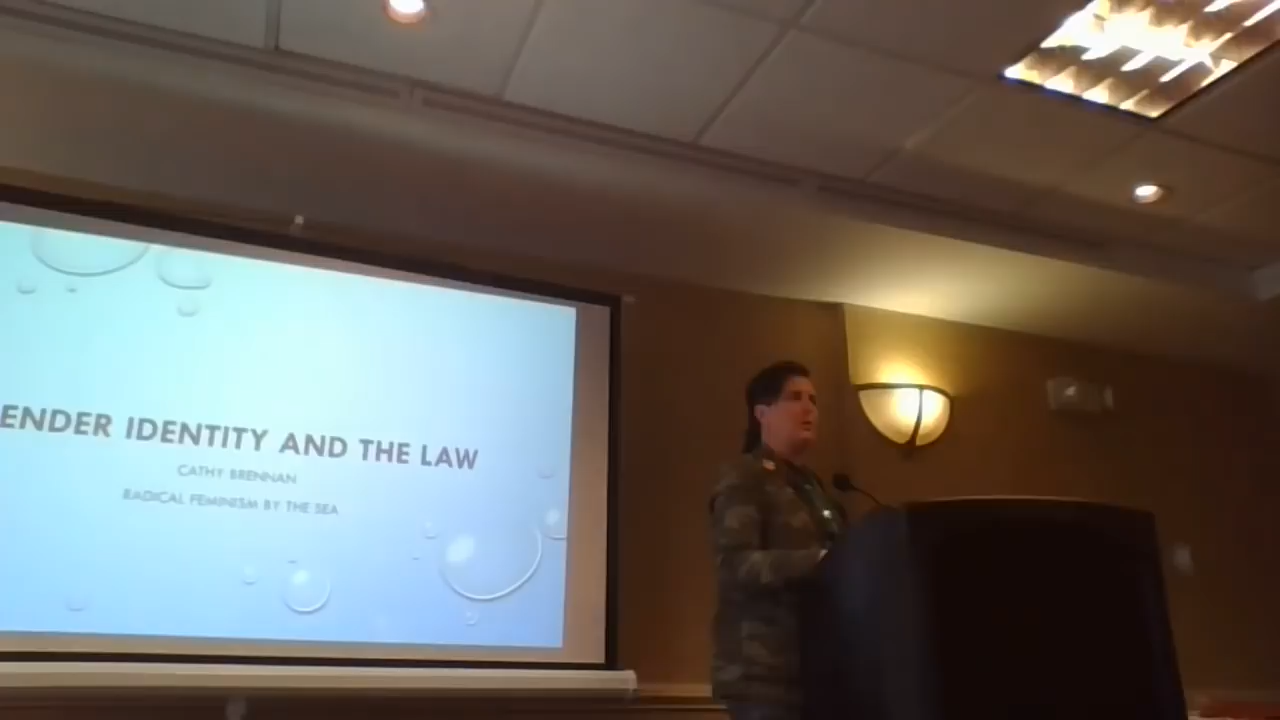 ENDER IDENTITY AND THE LAW
CATHY BRENNAN
RADICAL FEMINISM BY THE SEA